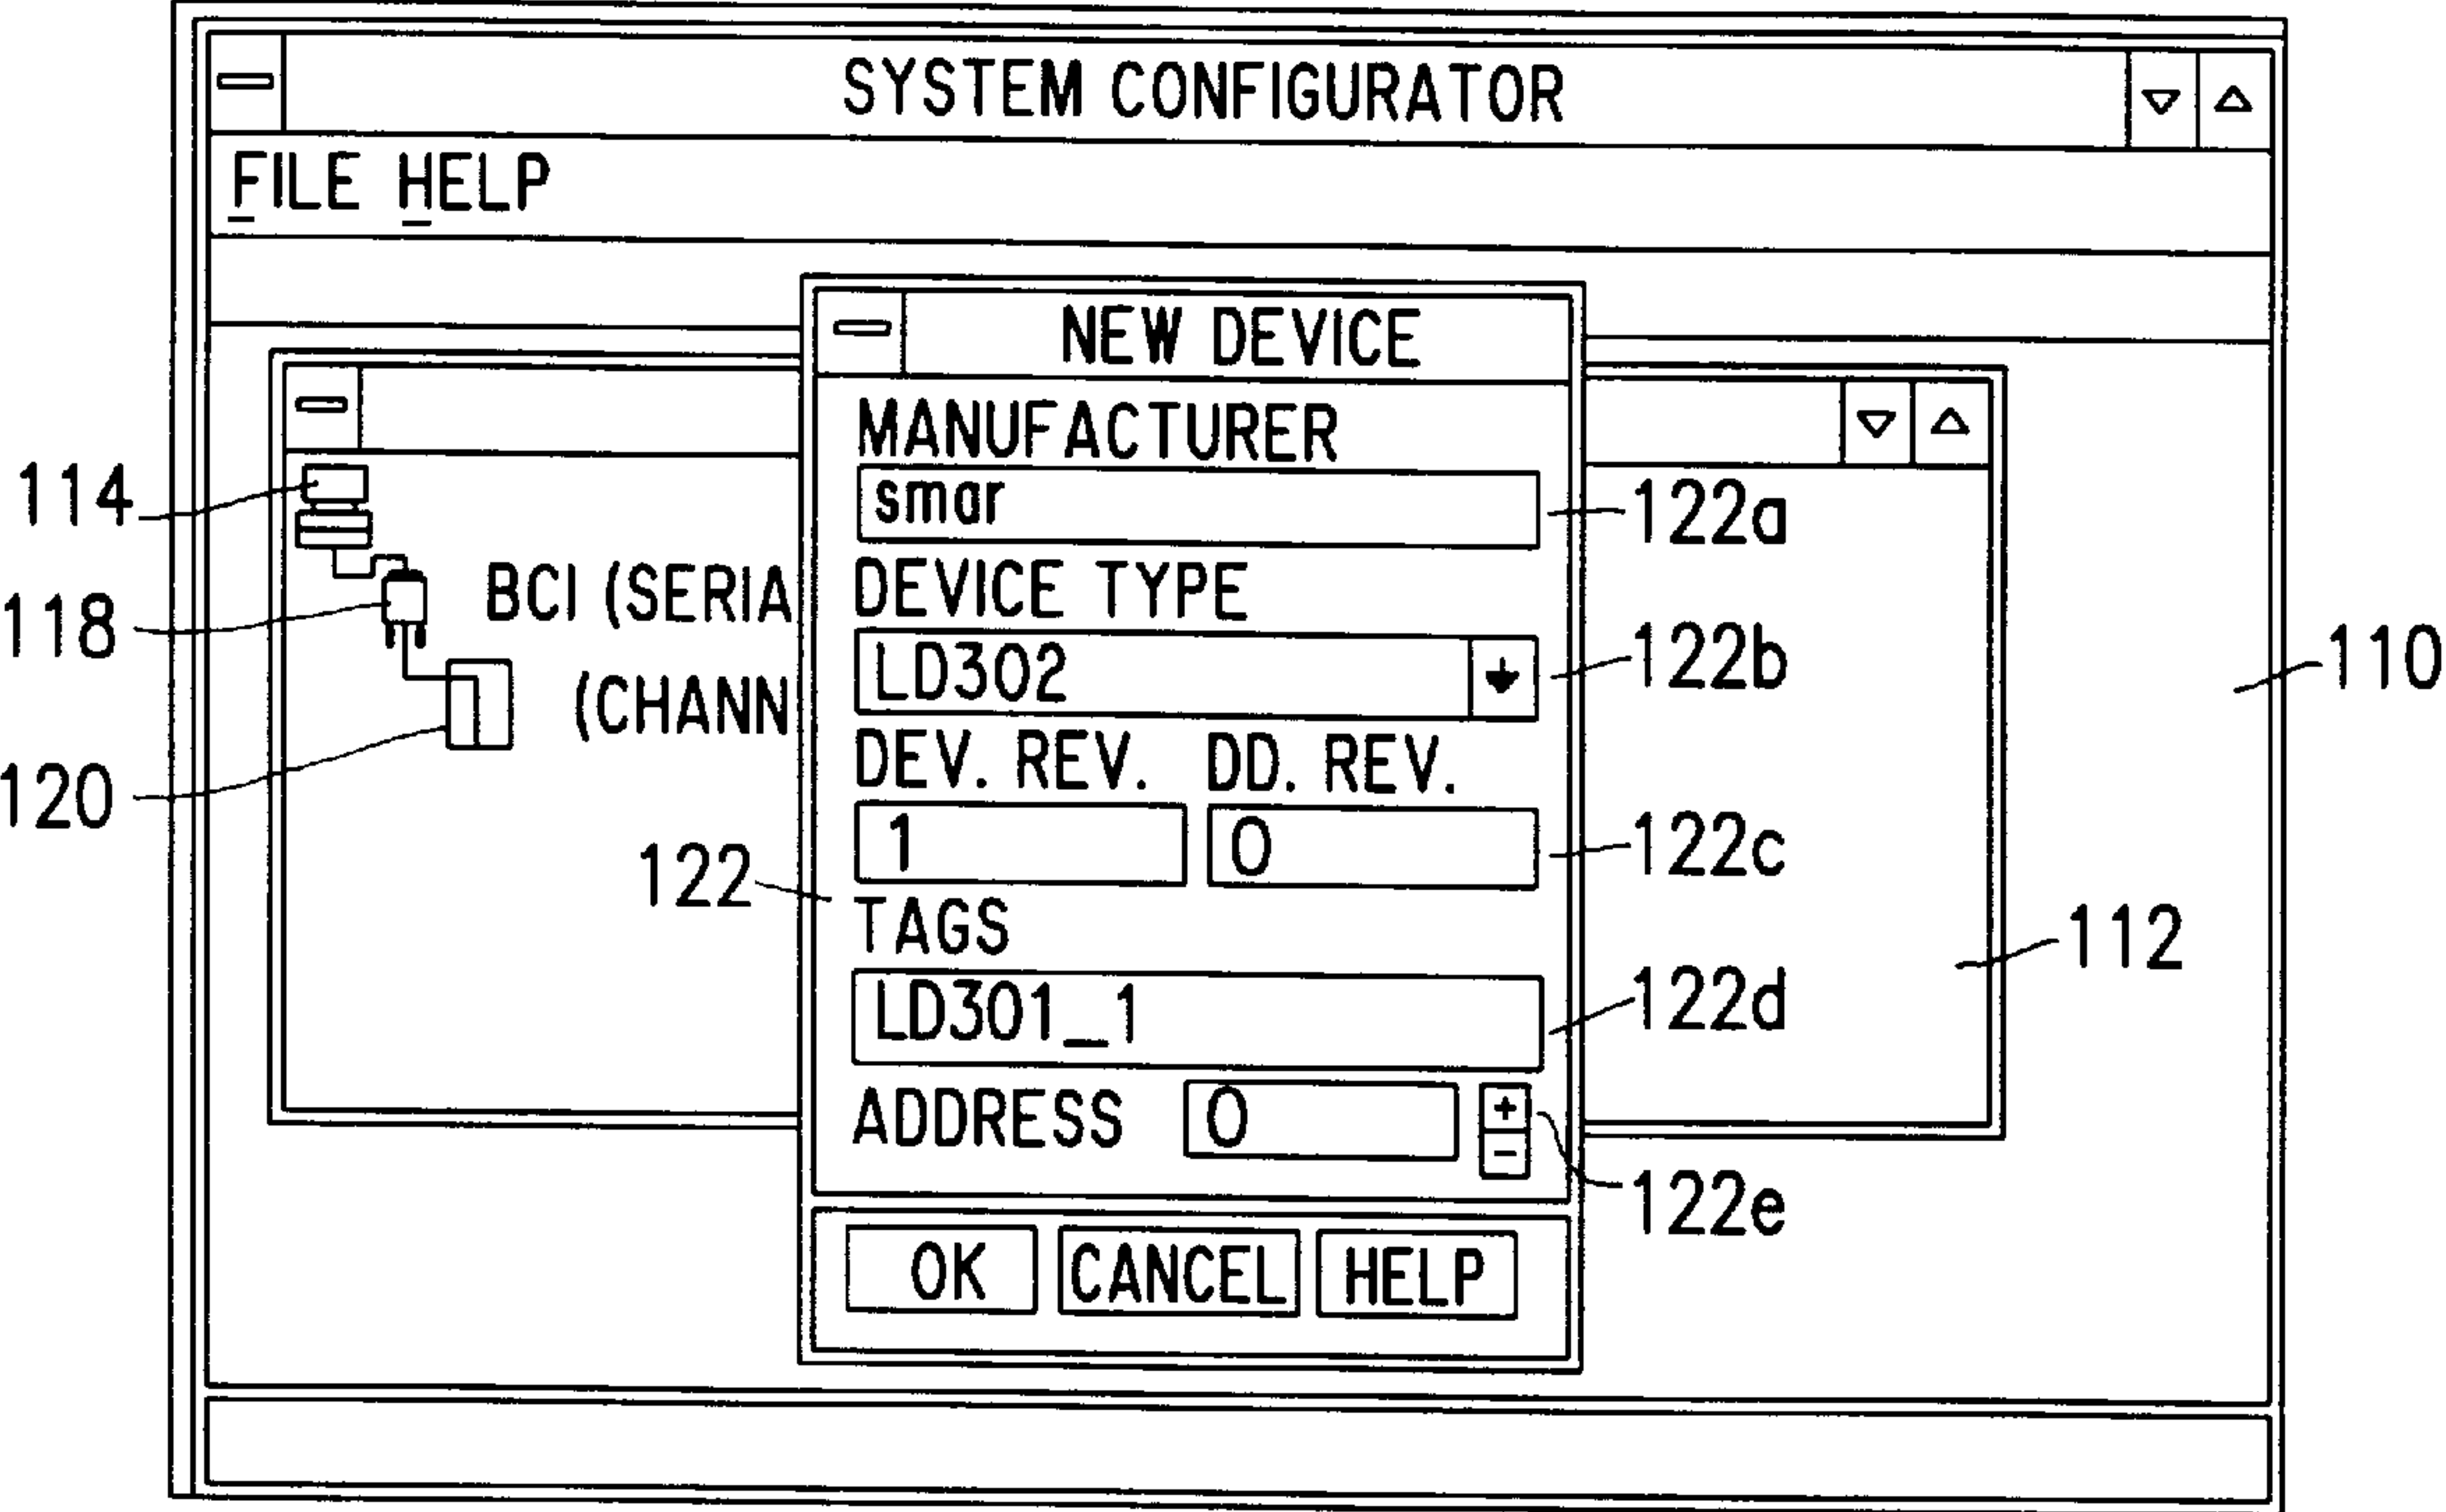 SYSTEM CONFIGURATOR
FILE HELP
NEW DEVICE
MANUFACTURER
smar
122a
114
BCI (SERIA
DEVICE TYPE
118
LD302
122b
110
(CHANN
DEV. REV. DD. REV.
120
1 0
122c
122
TAGS
112
LD301_1
122d
ADDRESS 0
+
-
122e
OK CANCEL HELP